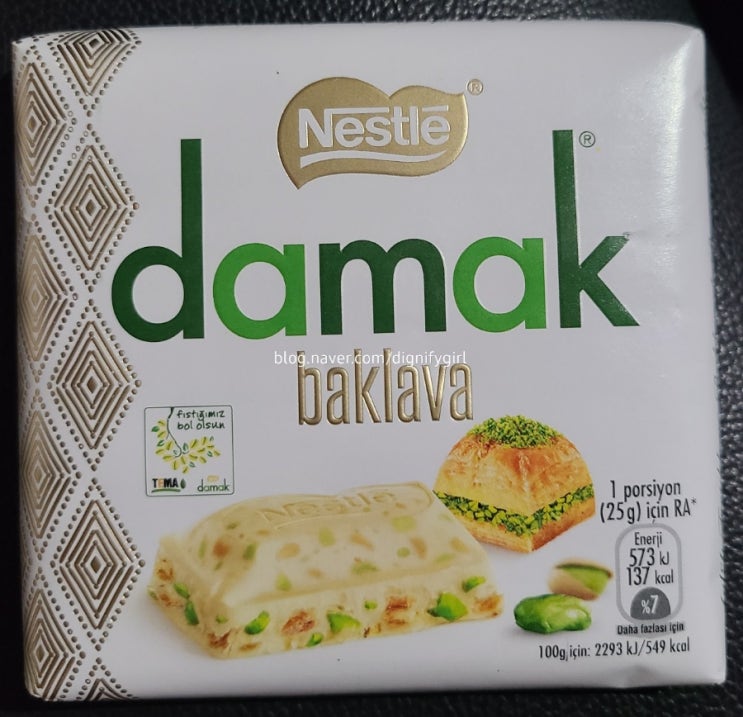 Nestlé®
damak®
blog.naver.com/dignifygirl
baklava
fıstığımız
bol olsun
TEMA
damak
Nestlé
1 porsiyon
(25g) için RA*
Enerji
573 kJ
137 kcal
%7
Daha fazlası için
100g için: 2293 kJ/549 kcal